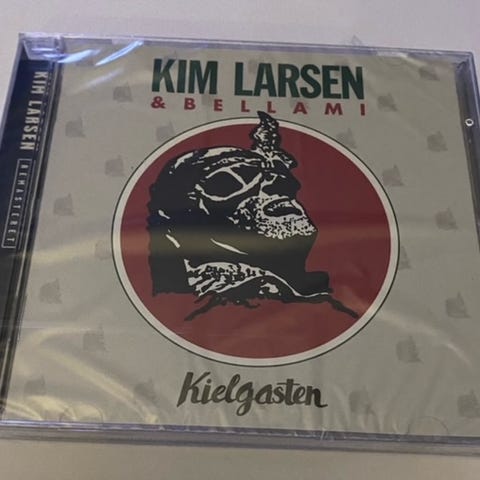 KIM LARSEN
& BELLAMI
KIM LARSEN
REMASTERET
Kielgasten